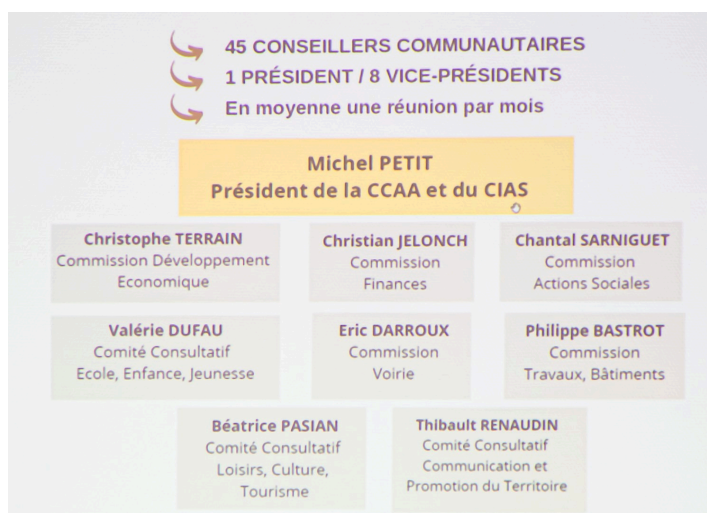 45 CONSEILLERS COMMUNAUTAIRES
1 PRÉSIDENT / 8 VICE-PRÉSIDENTS
En moyenne une réunion par mois
Michel PETIT
Président de la CCAA et du CIAS
Christophe TERRAIN
Commission Développement
Economique
Christian JELONCH
Commission
Finances
Chantal SARNIGUET
Commission
Actions Sociales
Valérie DUFAU
Comité Consultatif
Ecole, Enfance, Jeunesse
Eric DARROUX
Commission
Voirie
Philippe BASTROT
Commission
Travaux, Bâtiments
Béatrice PASIAN
Comité Consultatif
Loisirs, Culture,
Tourisme
Thibault RENAUDIN
Comité Consultatif
Communication et
Promotion du Territoire